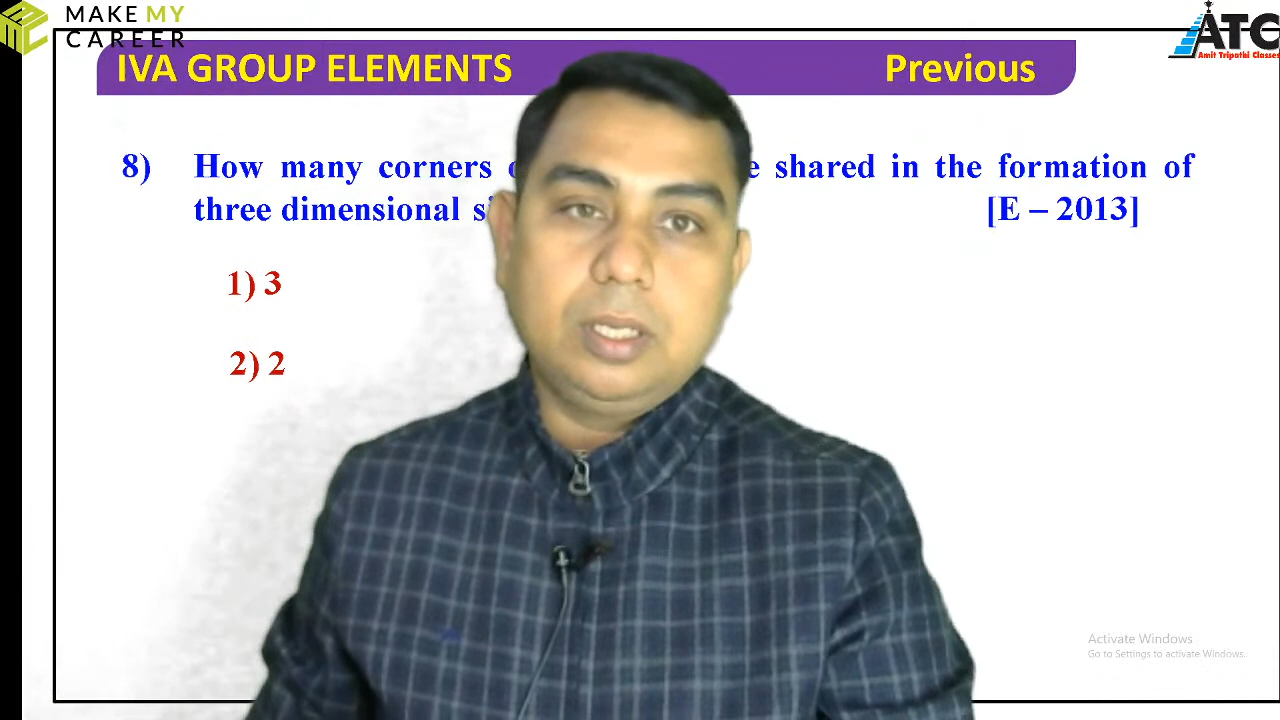 MAKE MY
CAREER
ATC
Amit Tripathi Classes
IVA GROUP ELEMENTS Previous
8) How many corners shared in the formation of
three dimensional [E – 2013]
1) 3
2) 2
Activate Windows
Go to Settings to activate Windows.